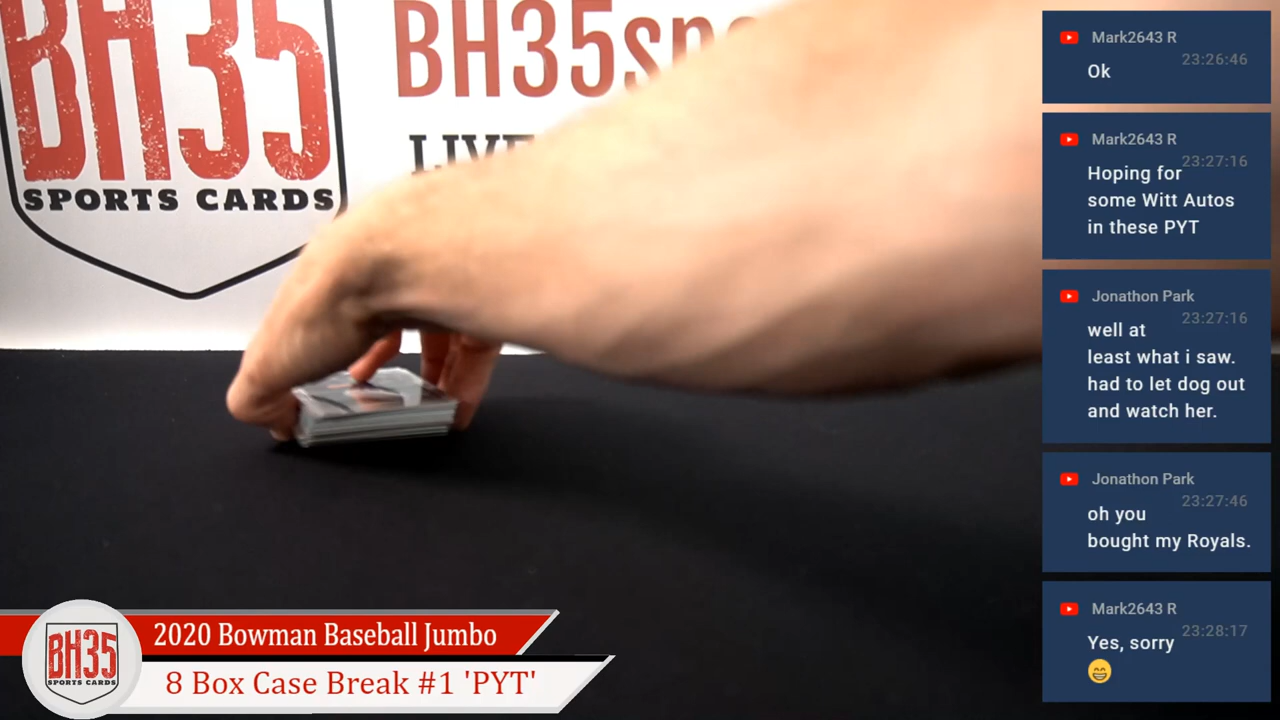 BH35
SPORTS CARDS
BH35sp
LIVE
Mark2643 R
23:26:46
Ok
Mark2643 R
23:27:16
Hoping for
some Witt Autos
in these PYT
Jonathon Park
23:27:16
well at
least what i saw.
had to let dog out
and watch her.
Jonathon Park
23:27:46
oh you
bought my Royals.
Mark2643 R
23:28:17
Yes, sorry
😁
BH35
SPORTS CARDS
2020 Bowman Baseball Jumbo
8 Box Case Break #1 'PYT'